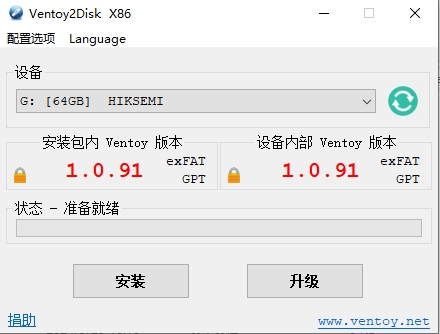 Ventoy2Disk X86
配置选项 Language
设备
G: [64GB] HIKSEMI
安装包内 Ventoy 版本
1.0.91
exFAT
GPT
设备内部 Ventoy 版本
1.0.91
exFAT
GPT
状态 - 准备就绪
安装
升级
捐助
www.ventoy.net